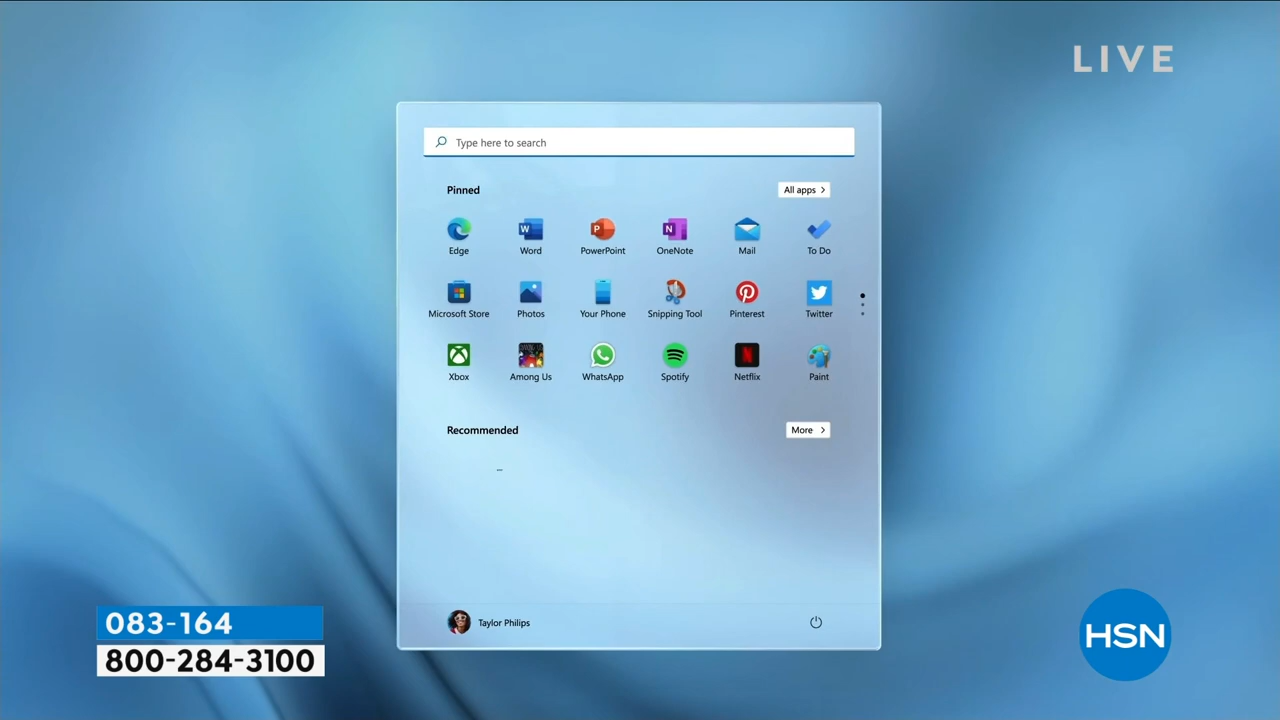 LIVE
Type here to search
Pinned
All apps >
Edge
Word
PowerPoint
OneNote
Mail
To Do
Microsoft Store
Photos
Your Phone
Snipping Tool
Pinterest
Twitter
Xbox
Among Us
WhatsApp
Spotify
Netflix
Paint
Recommended
More >
Taylor Philips
083-164
800-284-3100
HSN